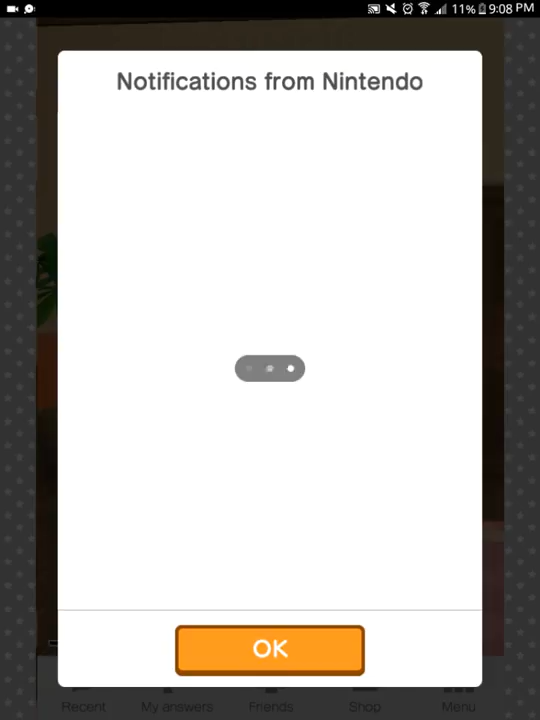 11% 9:08 PM
Notifications from Nintendo
OK
Recent My answers Friends Shop Menu